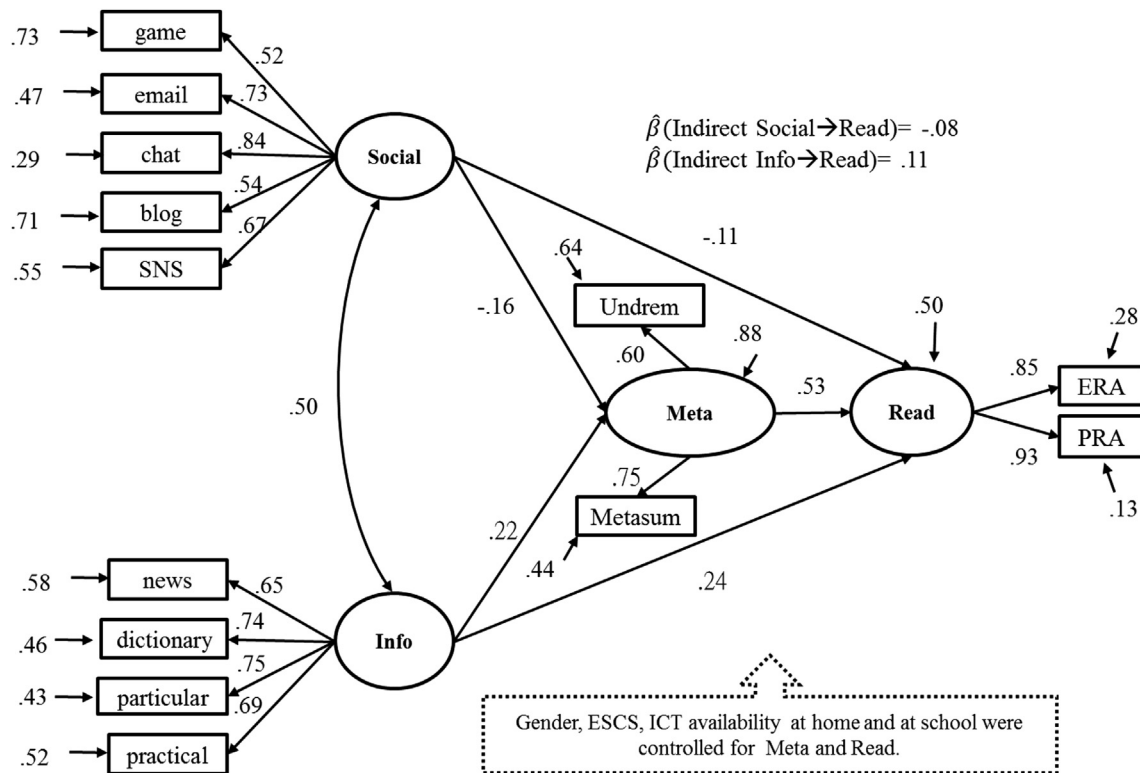 .73
game
.52
.47
email
.73
.29
chat
.84
.71
blog
.54
.55
SNS
.67
Social
β̂(Indirect Social→Read)= -.08
β̂(Indirect Info→Read)= .11
-.11
-.16
.64
Undrem
.60
.88
.50
.28
.50
Meta
.53
Read
.85
ERA
.93
PRA
.13
.75
Metasum
.44
.22
.24
.58
news
.65
.46
dictionary
.74
.43
particular
.75
.52
practical
.69
Info
Gender, ESCS, ICT availability at home and at school were
controlled for Meta and Read.